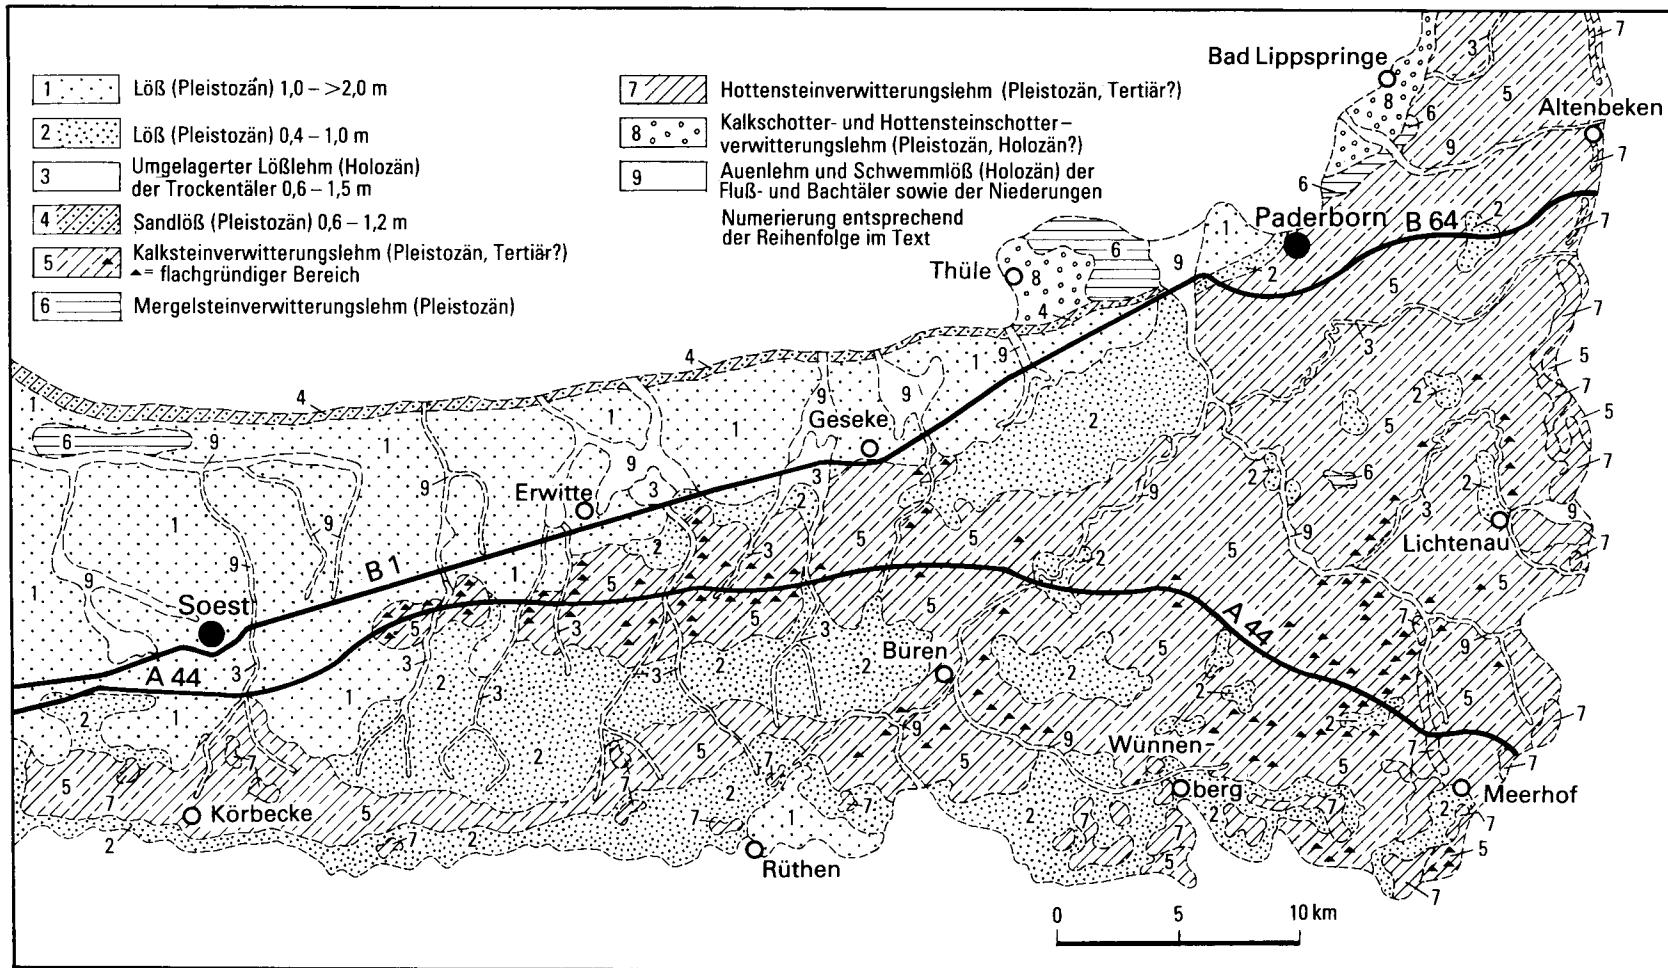 1 Löß (Pleistozän) 1,0 – >2,0 m
2 Löß (Pleistozän) 0,4 – 1,0 m
3 Umgelagerter Lößlehm (Holozän)
der Trockentäler 0,6 – 1,5 m
4 Sandlöß (Pleistozän) 0,6 – 1,2 m
5 Kalksteinverwitterungslehm (Pleistozän, Tertiär?)
▲= flachgründiger Bereich
6 Mergelsteinverwitterungslehm (Pleistozän)
7 Hottensteinverwitterungslehm (Pleistozän, Tertiär?)
8 Kalkschotter- und Hottensteinschotter–
verwitterungslehm (Pleistozän, Holozän?)
9 Auenlehm und Schwemmlöß (Holozän) der
Fluß- und Bachtäler sowie der Niederungen
Numerierung entsprechend
der Reihenfolge im Text
Bad Lippspringe
Altenbeken
Paderborn
B 64
Thüle
Geseke
Erwitte
B 1
Soest
A 44
Lichtenau
A 44
Büren
Wünnen-
berg
Meerhof
Körbecke
Rüthen
0 5 10 km